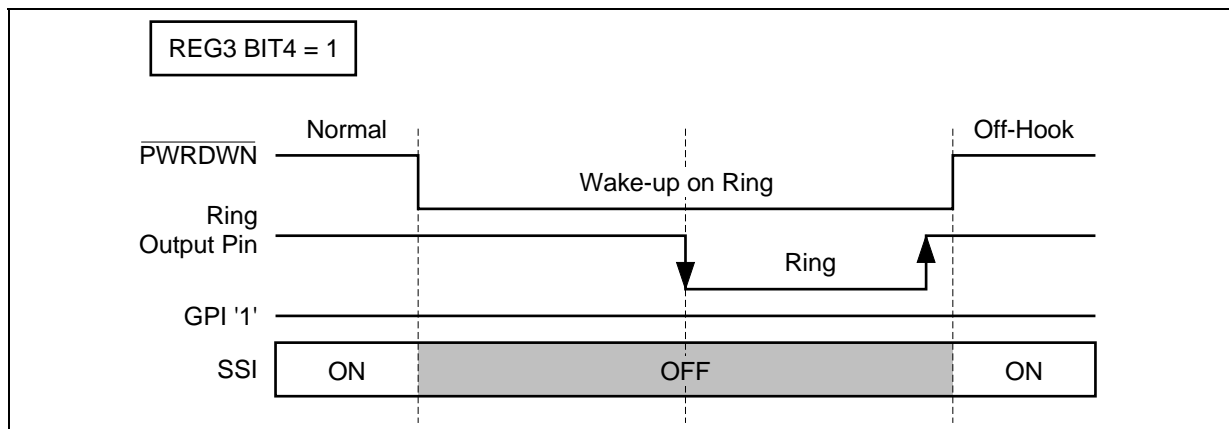 REG3 BIT4 = 1
Normal
Off-Hook
PWRDWN
Wake-up on Ring
Ring
Output Pin
Ring
GPI '1'
SSI
ON
OFF
ON